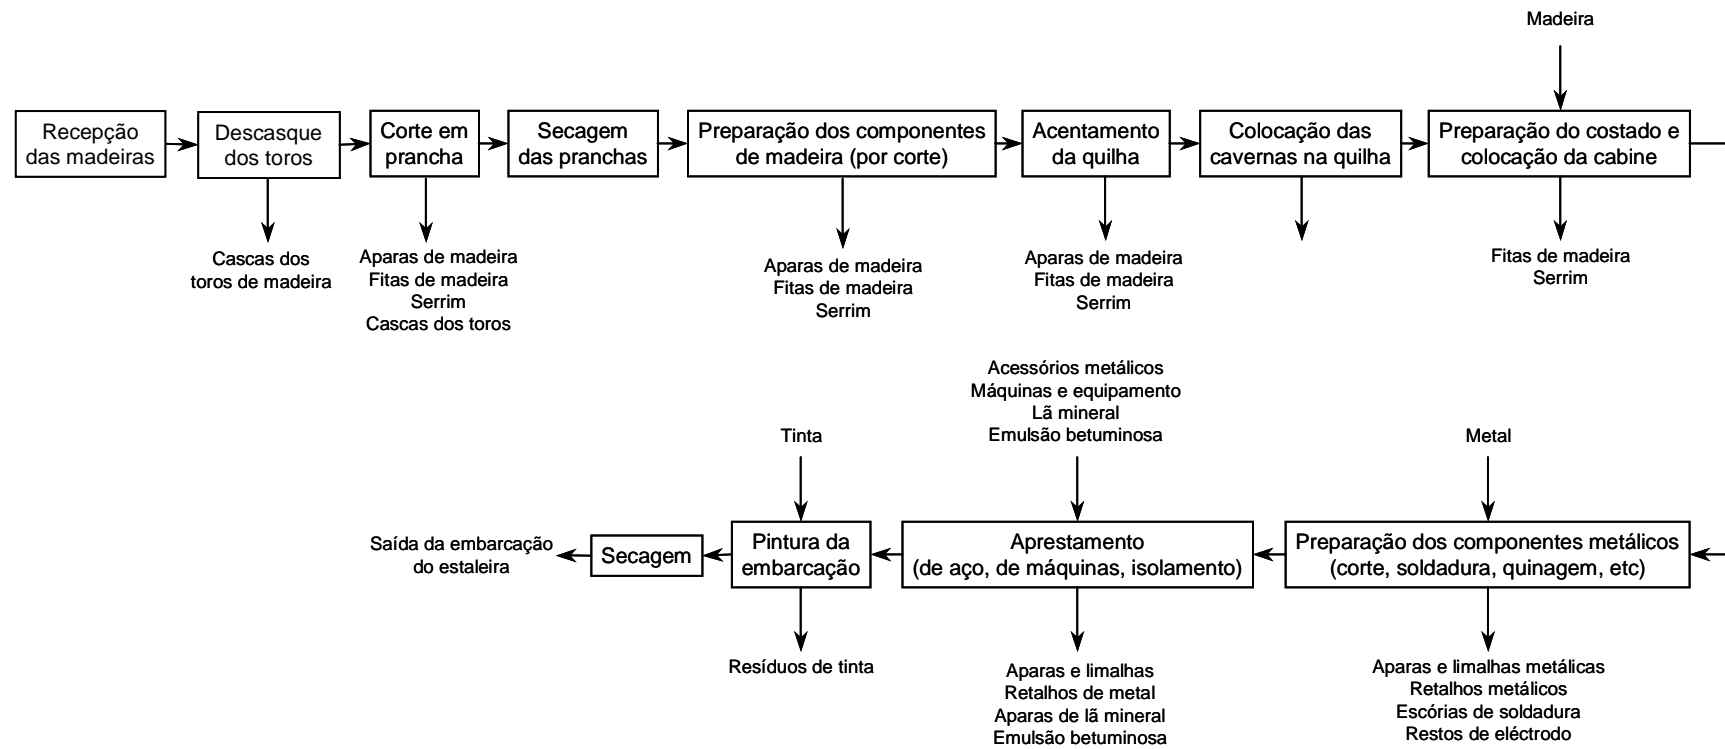 Madeira
Recepção
das madeiras
Descasque
dos toros
Corte em
prancha
Secagem
das pranchas
Preparação dos componentes
de madeira (por corte)
Acentamento
da quilha
Colocação das
cavernas na quilha
Preparação do costado e
colocação da cabine
Cascas dos
toros de madeira
Aparas de madeira
Fitas de madeira
Serrim
Cascas dos toros
Aparas de madeira
Fitas de madeira
Serrim
Aparas de madeira
Fitas de madeira
Serrim
Fitas de madeira
Serrim
Acessórios metálicos
Máquinas e equipamento
Lã mineral
Emulsão betuminosa
Tinta
Metal
Saída da embarcação
do estaleira
Secagem
Pintura da
embarcação
Aprestamento
(de aço, de máquinas, isolamento)
Preparação dos componentes metálicos
(corte, soldadura, quinagem, etc)
Resíduos de tinta
Aparas e limalhas
Retalhos de metal
Aparas de lã mineral
Emulsão betuminosa
Aparas e limalhas metálicas
Retalhos metálicos
Escórias de soldadura
Restos de eléctrodo